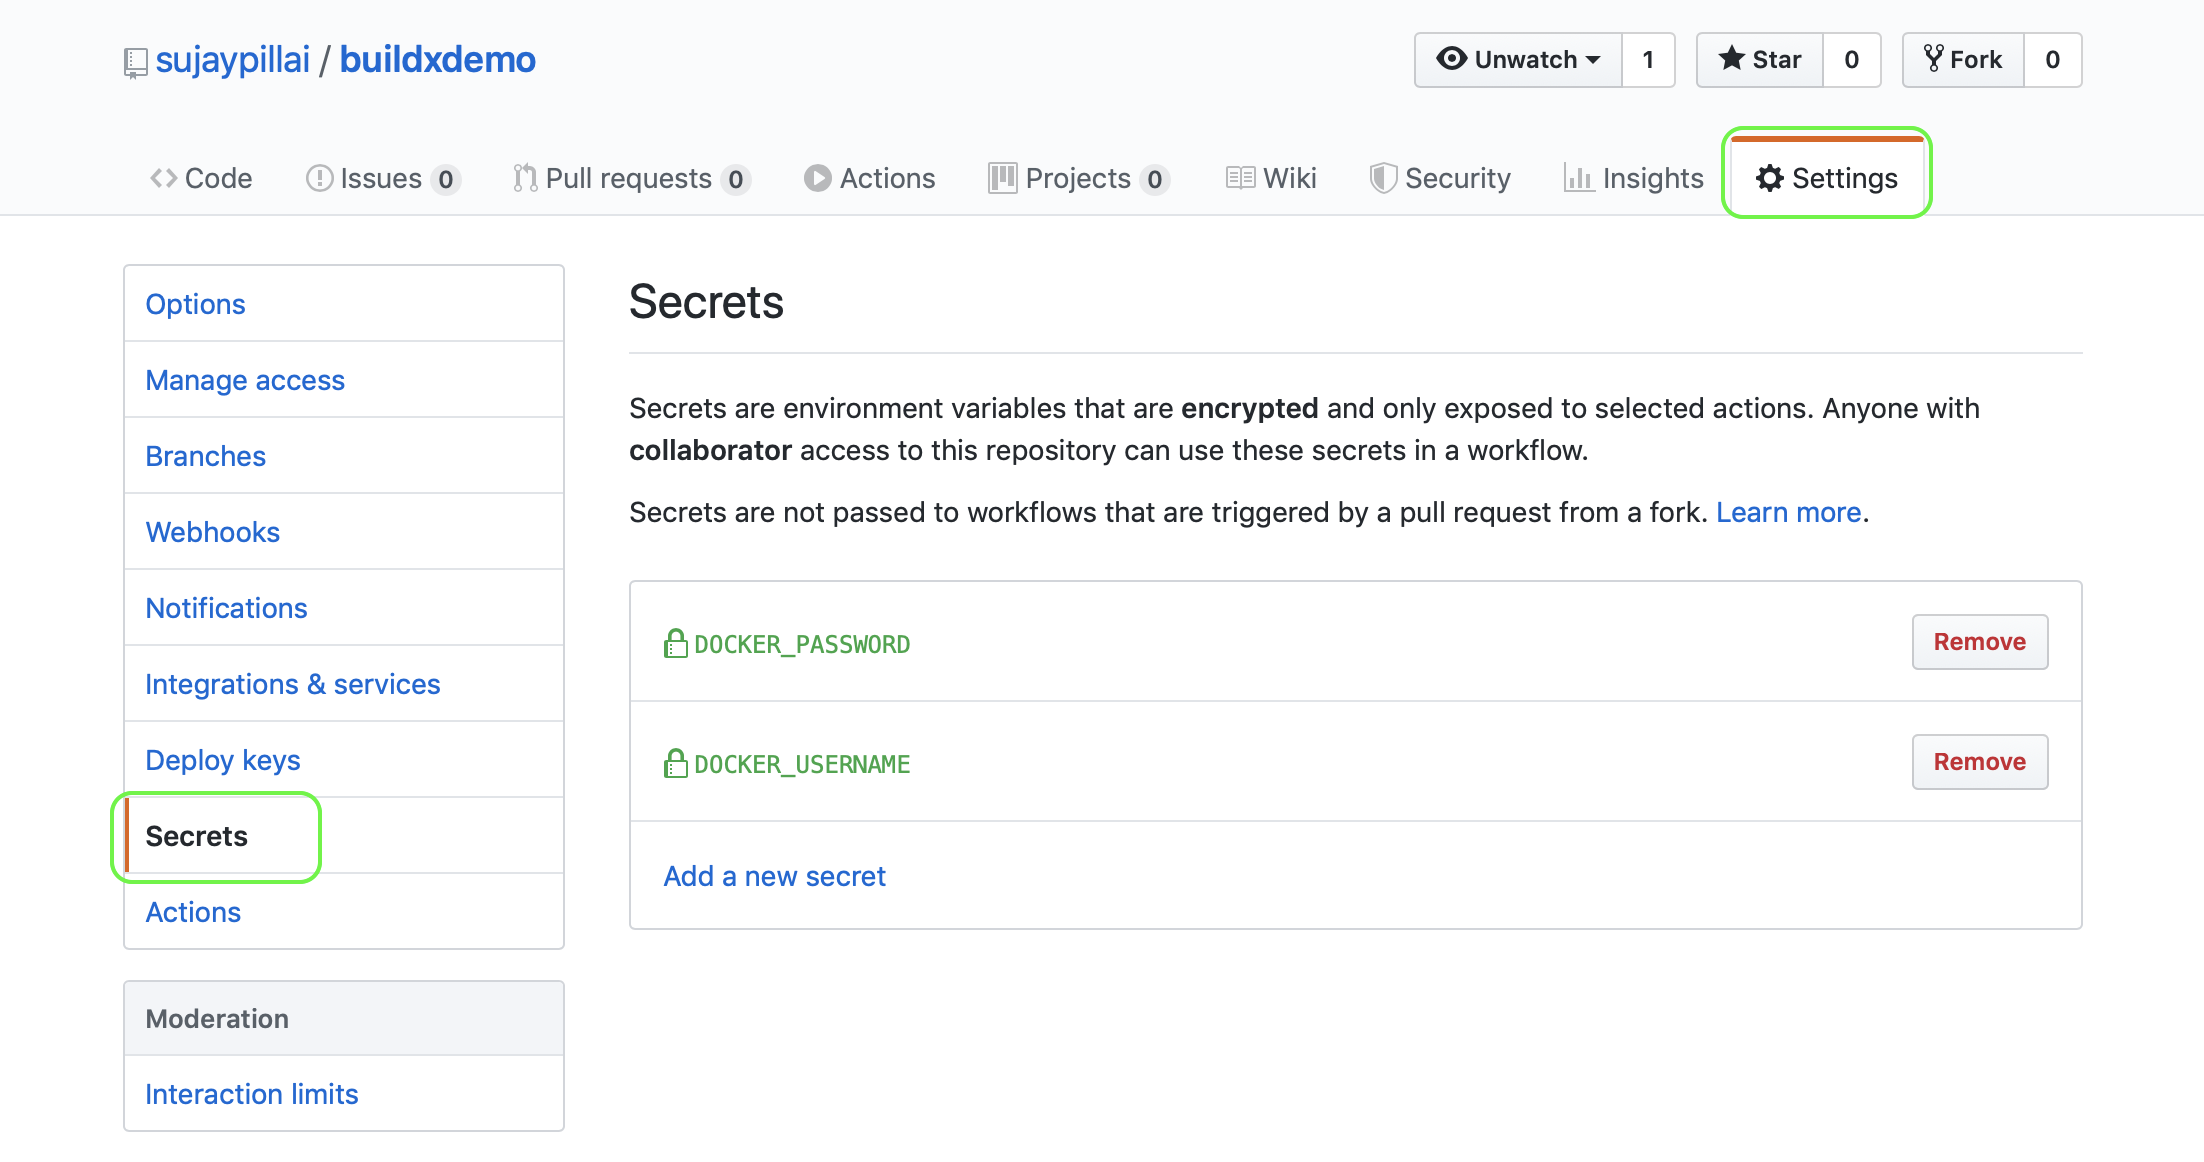 sujaypillai / buildxdemo
Unwatch 1 Star 0 Fork 0
Code Issues 0 Pull requests 0 Actions Projects 0 Wiki Security Insights Settings
Options
Manage access
Branches
Webhooks
Notifications
Integrations & services
Deploy keys
Secrets
Actions
Moderation
Interaction limits
Secrets
Secrets are environment variables that are encrypted and only exposed to selected actions. Anyone with
collaborator access to this repository can use these secrets in a workflow.
Secrets are not passed to workflows that are triggered by a pull request from a fork. Learn more.
DOCKER_PASSWORD Remove
DOCKER_USERNAME Remove
Add a new secret